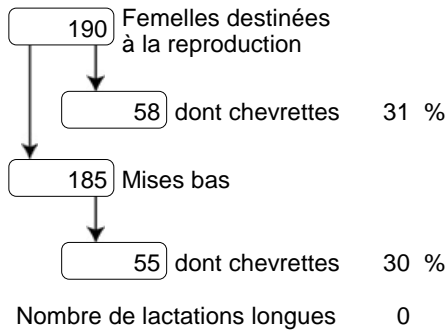 190 Femelles destinées
à la reproduction
58 dont chevrettes 31 %
185 Mises bas
55 dont chevrettes 30 %
Nombre de lactations longues 0